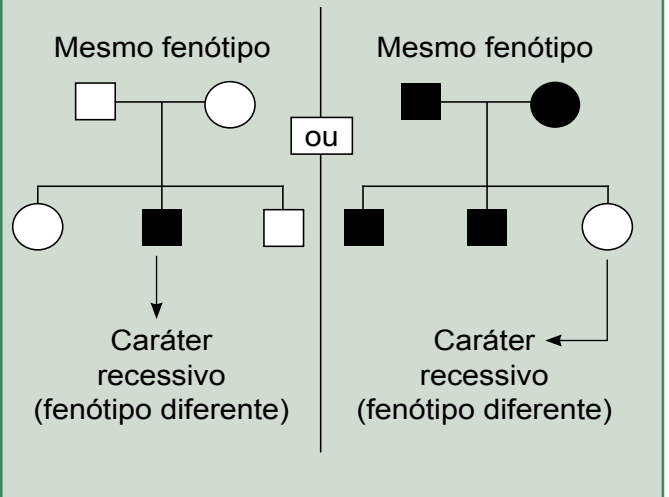 Mesmo fenótipo
Mesmo fenótipo
ou
Caráter
recessivo
(fenótipo diferente)
Caráter
recessivo
(fenótipo diferente)